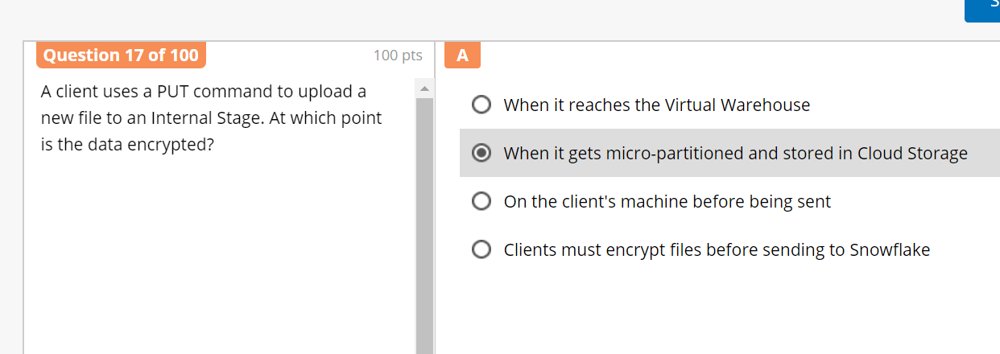 Question 17 of 100
100 pts
A client uses a PUT command to upload a
new file to an Internal Stage. At which point
is the data encrypted?
A
When it reaches the Virtual Warehouse
When it gets micro-partitioned and stored in Cloud Storage
On the client's machine before being sent
Clients must encrypt files before sending to Snowflake